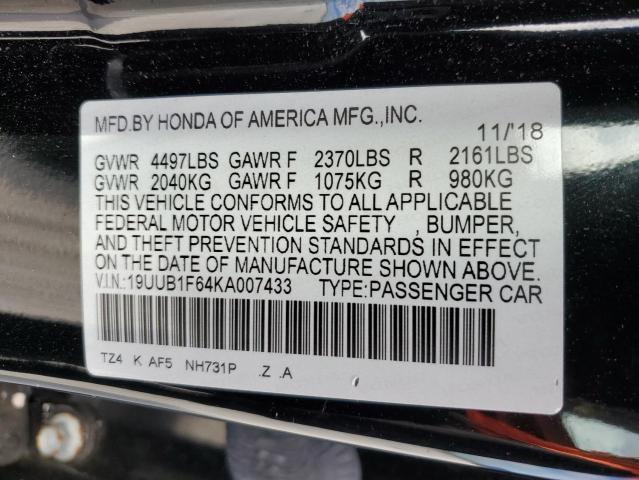 MFD.BY HONDA OF AMERICA MFG.,INC.
11/'18
GVWR 4497LBS GAWR F 2370LBS R 2161LBS
GVWR 2040KG GAWR F 1075KG R 980KG
THIS VEHICLE CONFORMS TO ALL APPLICABLE
FEDERAL MOTOR VEHICLE SAFETY , BUMPER,
AND THEFT PREVENTION STANDARDS IN EFFECT
ON THE DATE OF MANUFACTURE SHOWN ABOVE.
V.I.N.:19UUB1F64KA007433 TYPE:PASSENGER CAR
TZ4 K AF5 NH731P .Z .A